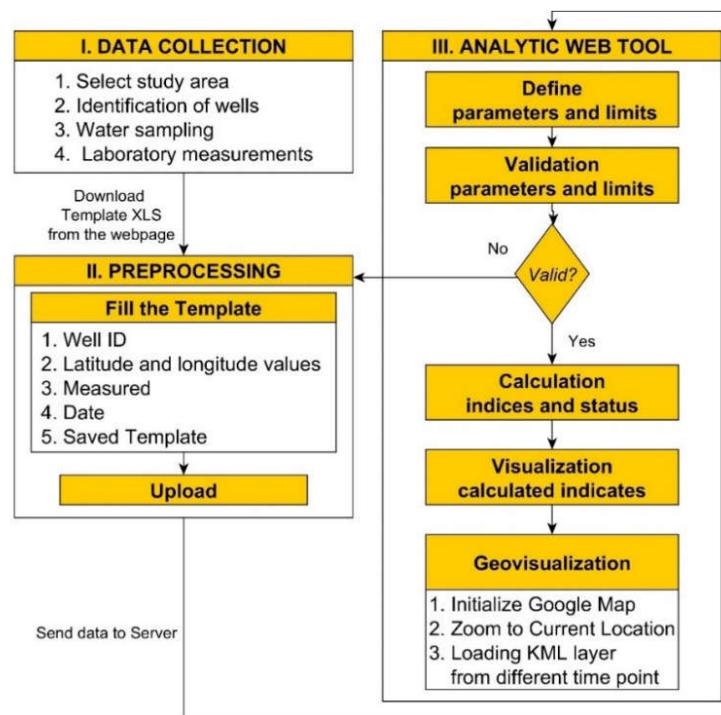 I. DATA COLLECTION
1. Select study area
2. Identification of wells
3. Water sampling
4. Laboratory measurements
Download
Template XLS
from the webpage
II. PREPROCESSING
Fill the Template
1. Well ID
2. Latitude and longitude values
3. Measured
4. Date
5. Saved Template
Upload
Send data to Server
III. ANALYTIC WEB TOOL
Define
parameters and limits
Validation
parameters and limits
No
Valid?
Yes
Calculation
indices and status
Visualization
calculated indicates
Geovisualization
1. Initialize Google Map
2. Zoom to Current Location
3. Loading KML layer
from different time point